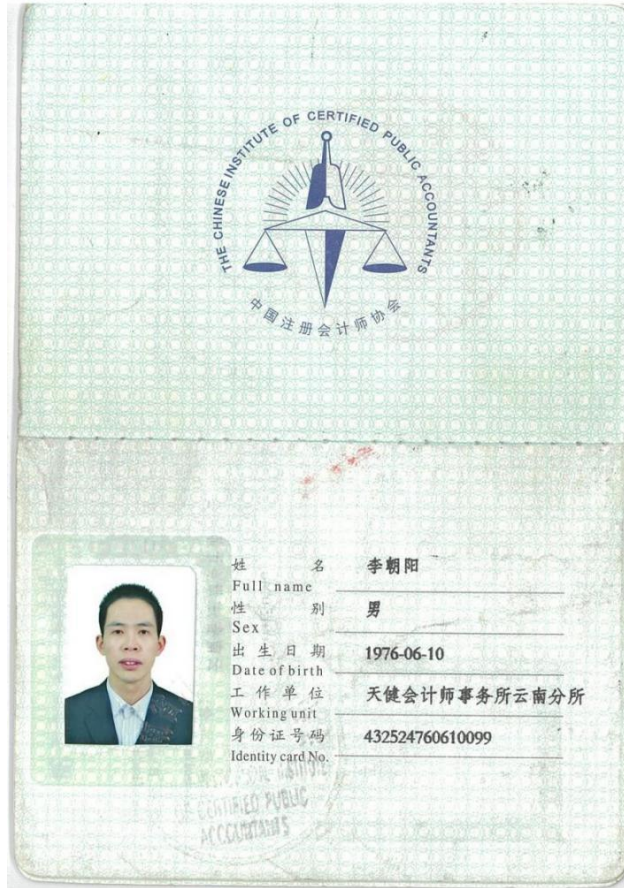 THE CHINESE INSTITUTE OF CERTIFIED PUBLIC ACCOUNTANTS
中国注册会计师协会
姓 名 李朝阳
Full name
性 别 男
Sex
出生日期 1976-06-10
Date of birth
工作单位 天健会计师事务所云南分所
Working unit
身份证号码 432524760610099
Identity card No.
INSTITUTE
OF CERTIFIED PUBLIC
ACCOUNTANTS